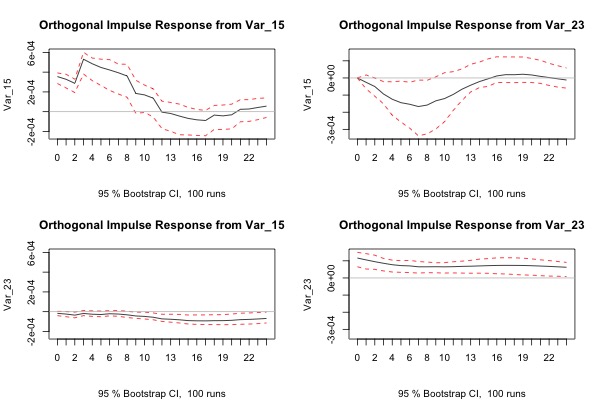 Orthogonal Impulse Response from Var_15
Var_15
-2e-04 2e-04 6e-04
0 2 4 6 8 10 13 16 19 22
95 % Bootstrap CI, 100 runs
Orthogonal Impulse Response from Var_23
Var_15
-3e-04 0e+00
0 2 4 6 8 10 13 16 19 22
95 % Bootstrap CI, 100 runs
Orthogonal Impulse Response from Var_15
Var_23
-2e-04 2e-04 6e-04
0 2 4 6 8 10 13 16 19 22
95 % Bootstrap CI, 100 runs
Orthogonal Impulse Response from Var_23
Var_23
-3e-04 0e+00
0 2 4 6 8 10 13 16 19 22
95 % Bootstrap CI, 100 runs